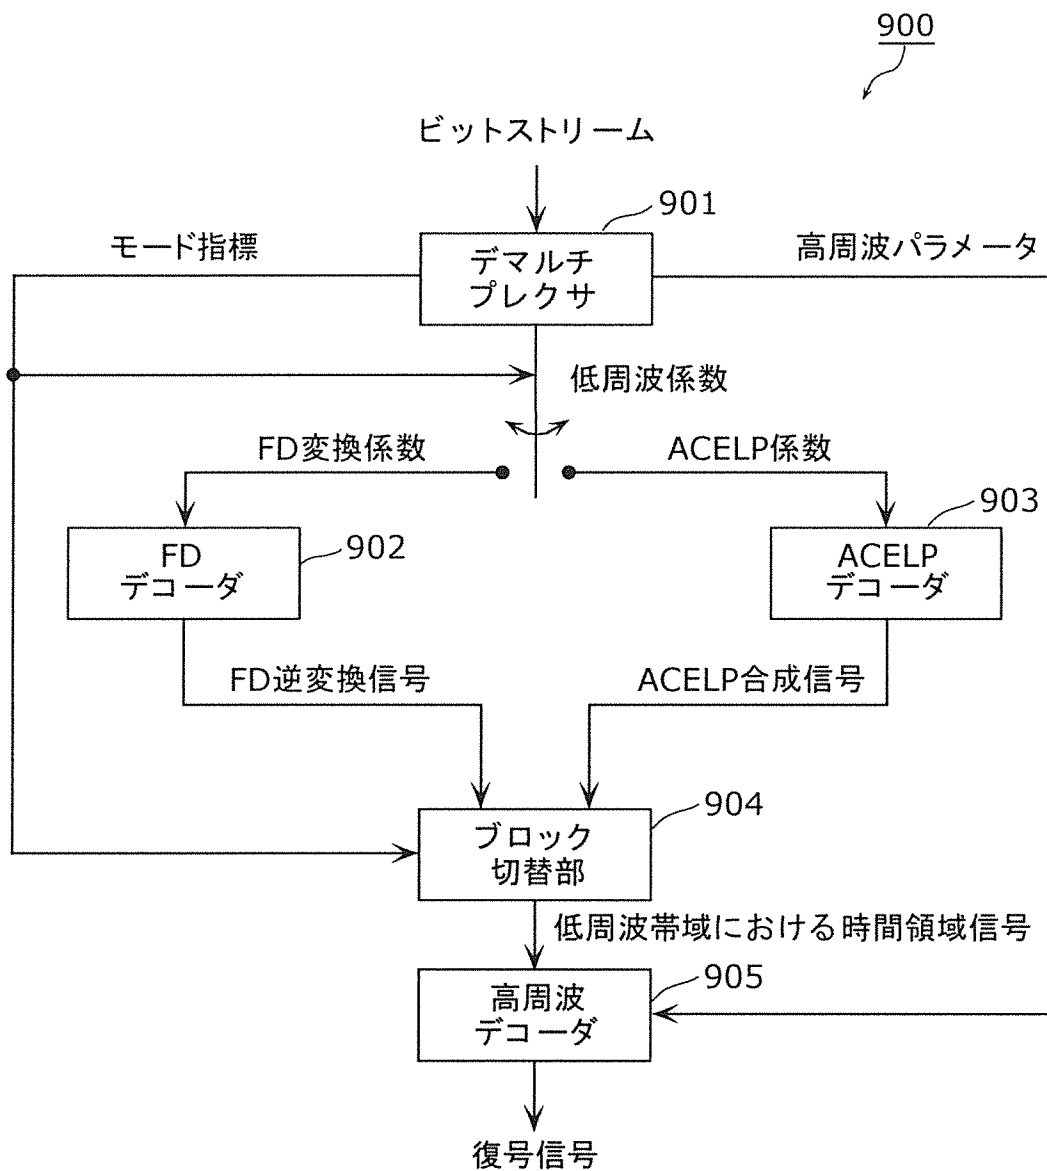 900
ビットストリーム
901
モード指標
デマルチ
プレクサ
高周波パラメータ
低周波係数
FD変換係数
ACELP係数
902
903
FD
デコーダ
ACELP
デコーダ
FD逆変換信号
ACELP合成信号
904
ブロック
切替部
低周波帯域における時間領域信号
905
高周波
デコーダ
復号信号